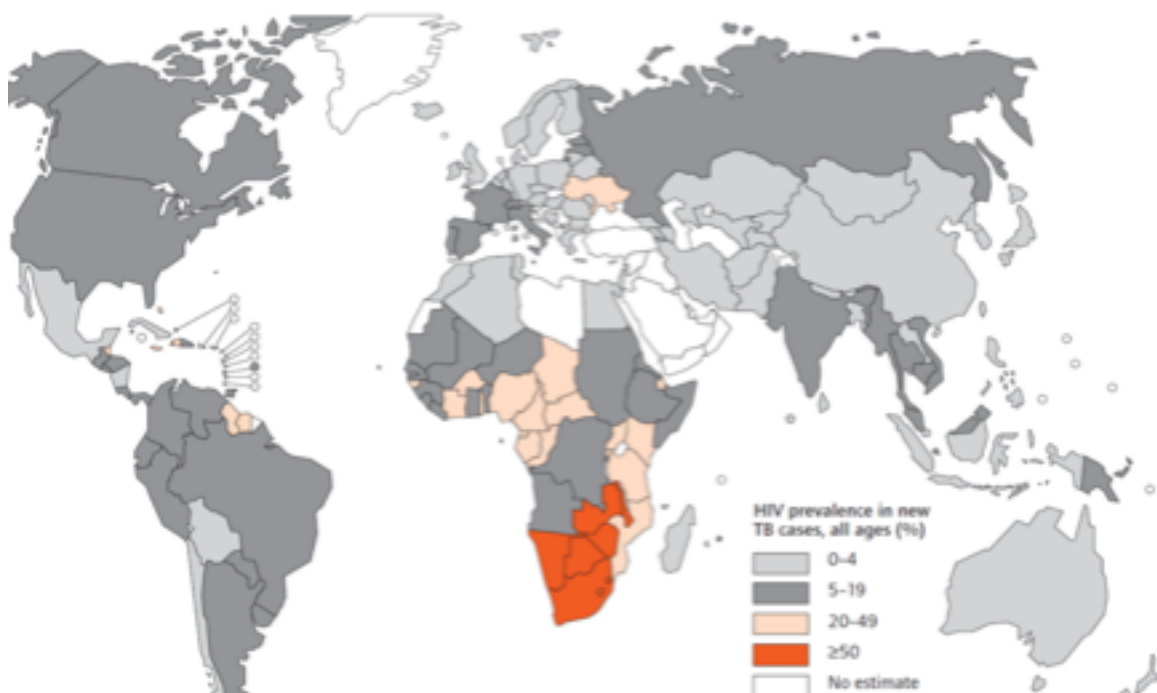 HIV prevalence in new
TB cases, all ages (%)
0–4
5–19
20–49
≥50
No estimate